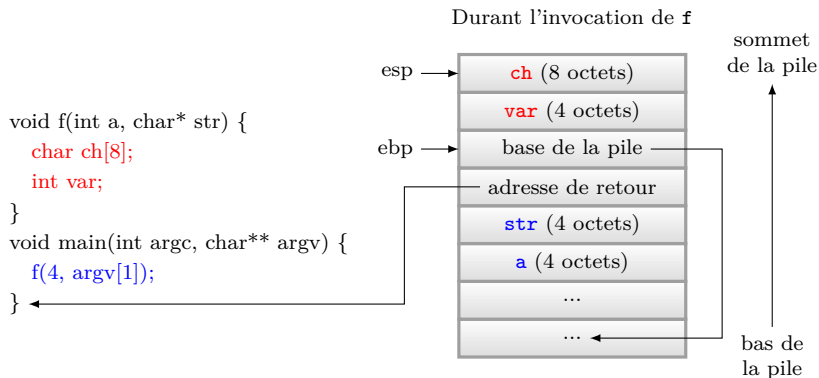 Durant l'invocation de f
sommet
de la pile
esp
ch (8 octets)
var (4 octets)
ebp
base de la pile
adresse de retour
str (4 octets)
a (4 octets)
...
...
bas de
la pile
void f(int a, char* str) {
char ch[8];
int var;
}
void main(int argc, char** argv) {
f(4, argv[1]);
}